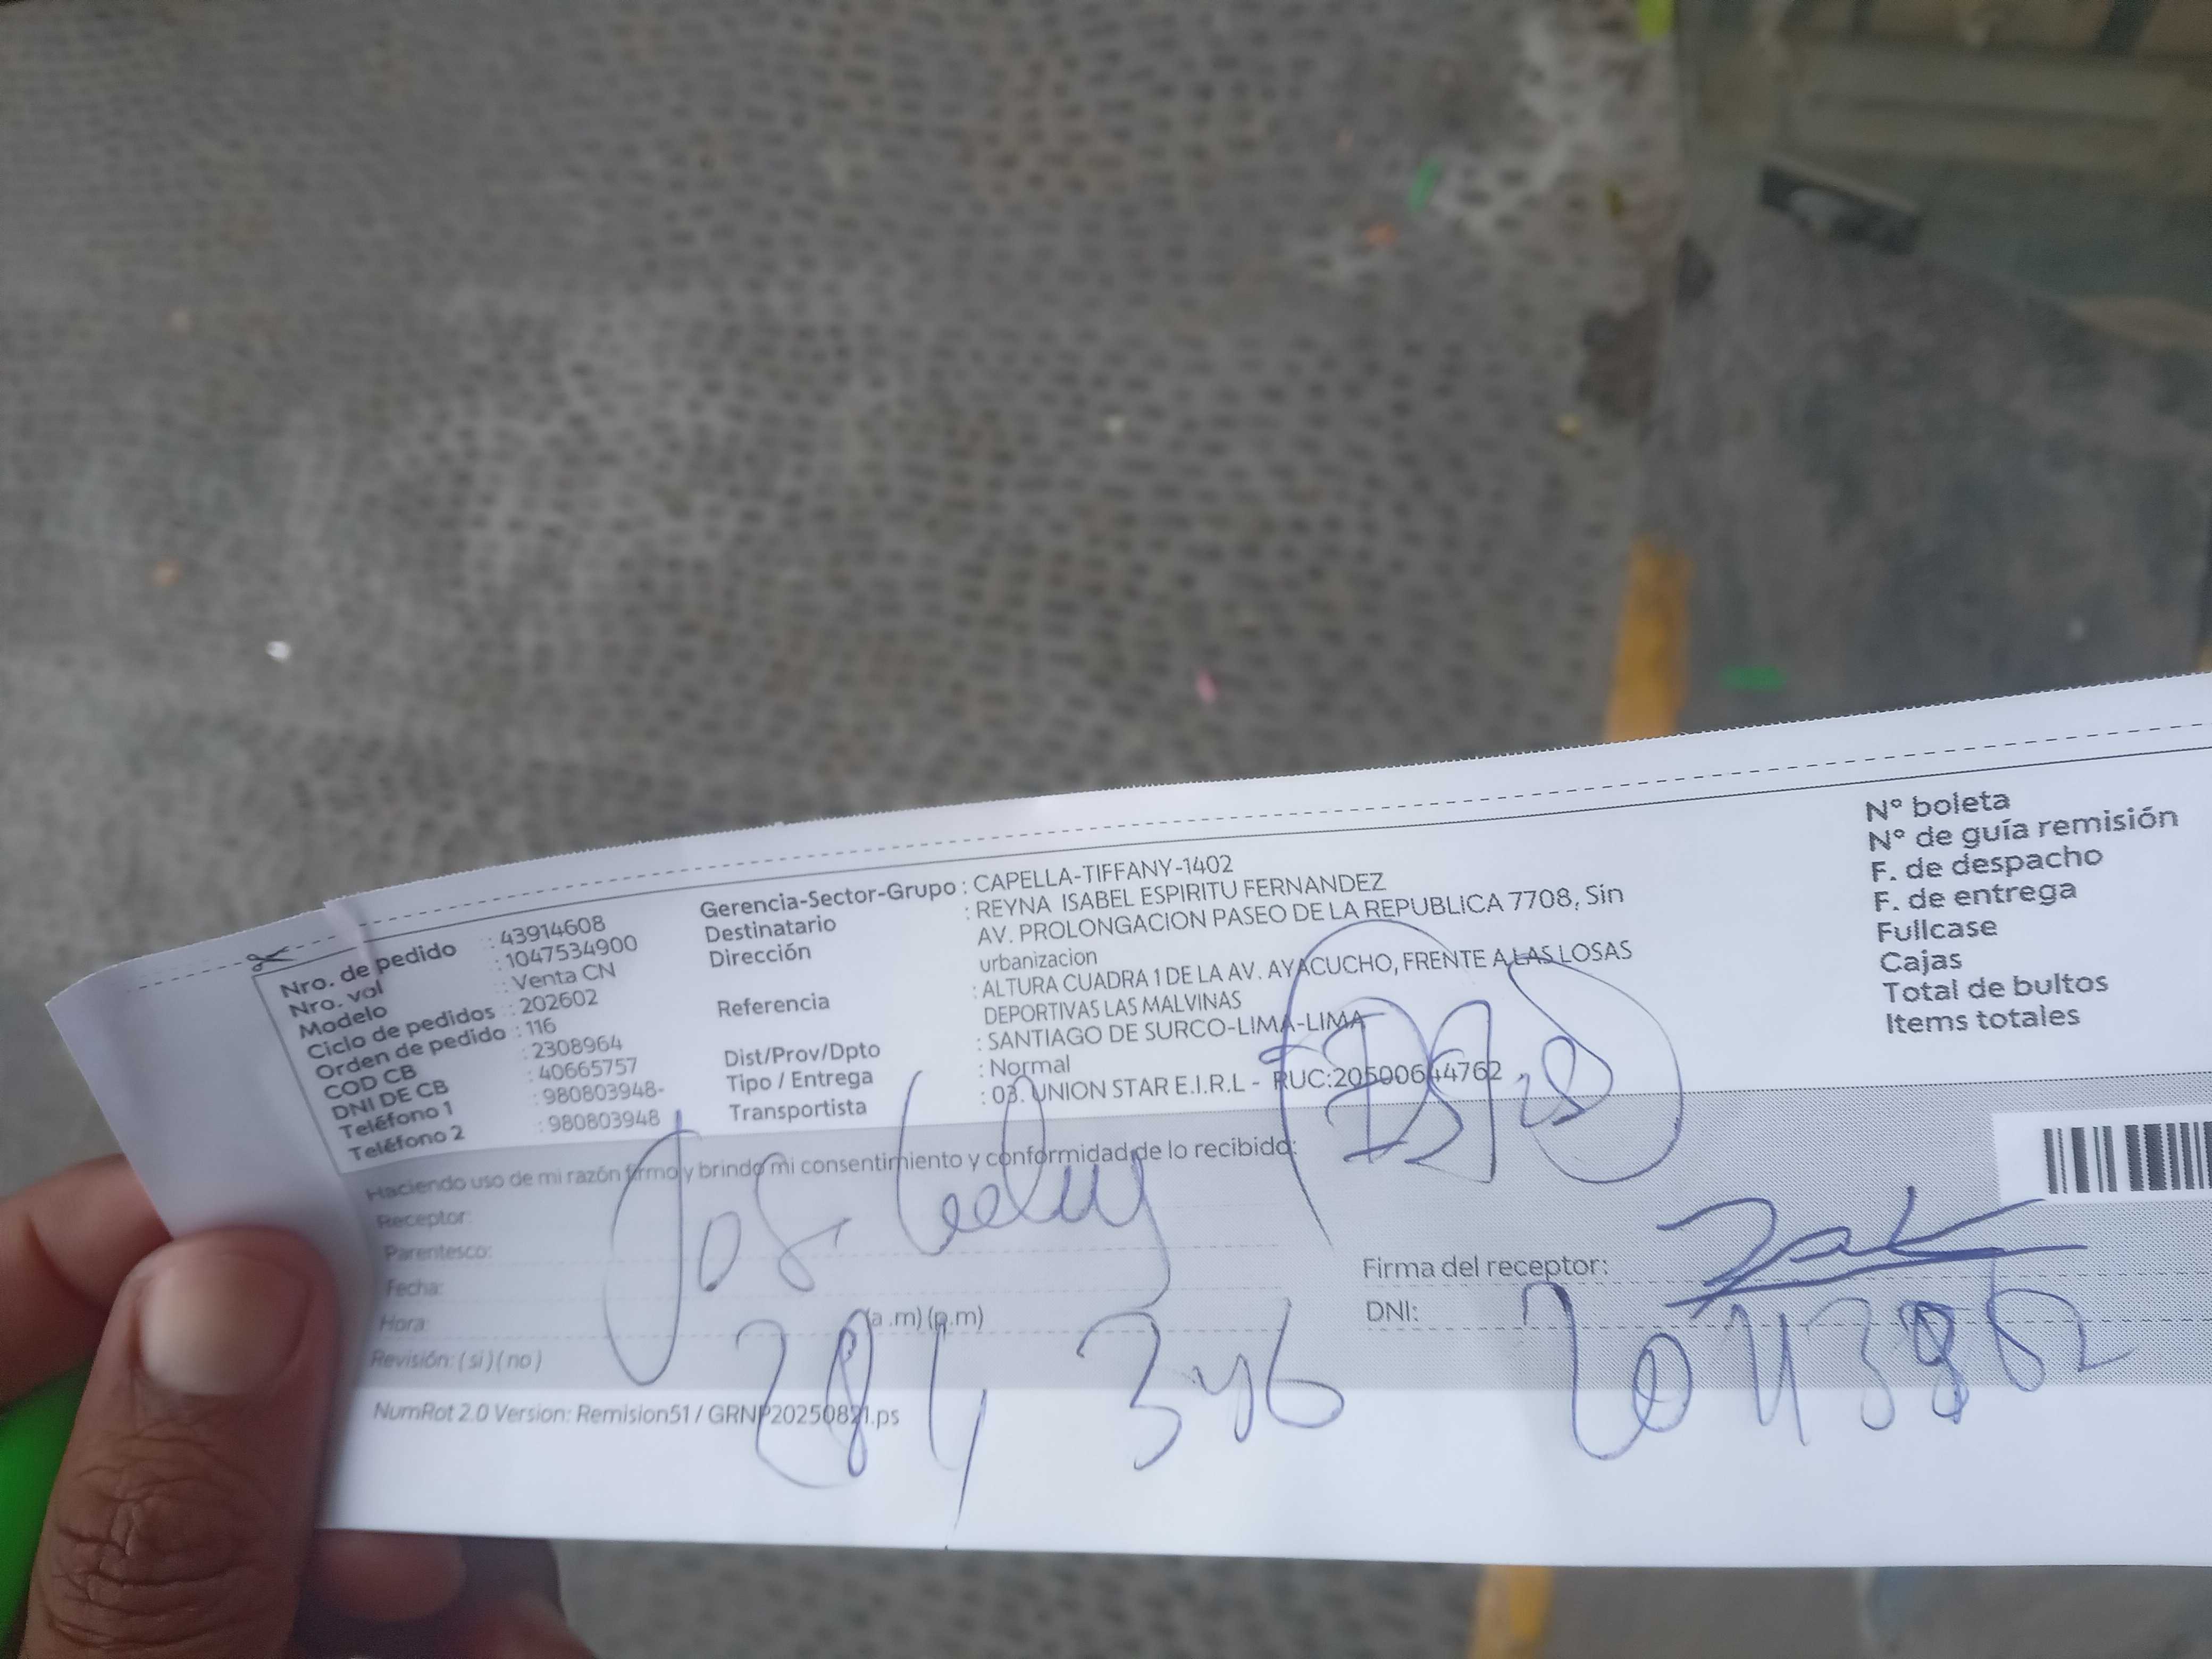 Nro. de pedido : 43914608
Nro. vol : 1047534900
Modelo : Venta CN
Ciclo de pedidos : 202602
Orden de pedido : 116
COD CB : 2308964
DNI DE CB : 40665757
Teléfono 1 : 980803948-
Teléfono 2 : 980803948
Gerencia-Sector-Grupo : CAPELLA-TIFFANY-1402
Destinatario : REYNA ISABEL ESPIRITU FERNANDEZ
Dirección AV. PROLONGACION PASEO DE LA REPUBLICA 7708, Sin
urbanizacion
Referencia : ALTURA CUADRA 1 DE LA AV. AYACUCHO, FRENTE A LAS LOSAS
DEPORTIVAS LAS MALVINAS
Dist/Prov/Dpto : SANTIAGO DE SURCO-LIMA-LIMA
Tipo / Entrega : Normal
Transportista : 03. UNION STAR E.I.R.L - RUC:20500644762
N° boleta
N° de guía remisión
F. de despacho
F. de entrega
Fullcase
Cajas
Total de bultos
Items totales
Haciendo uso de mi razón firmo y brindo mi consentimiento y conformidad de lo recibido:
Receptor:
Parentesco:
Fecha:
Hora: (a .m) (p.m)
Revisión: ( si ) ( no )
Firma del receptor:
DNI:
NumRot 2.0 Version: Remision51 / GRNP20250821.ps